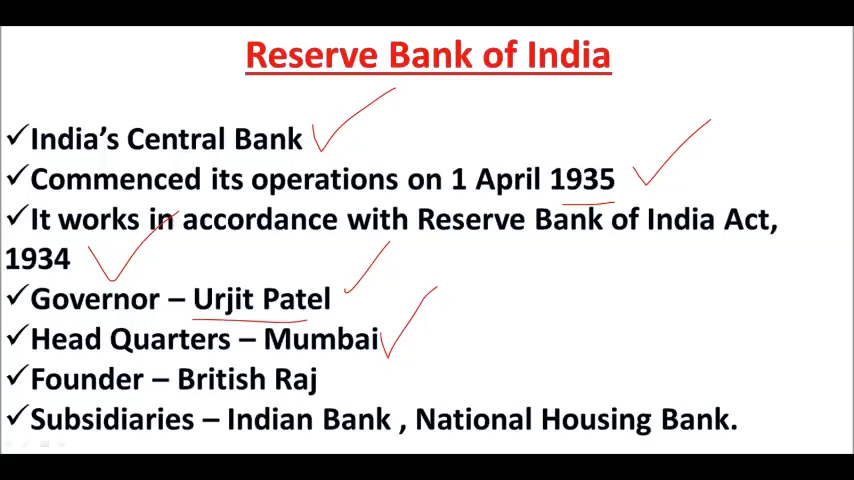 Reserve Bank of India
✓India's Central Bank
✓Commenced its operations on 1 April 1935
✓It works in accordance with Reserve Bank of India Act,
1934
✓Governor – Urjit Patel
✓Head Quarters – Mumbai
✓Founder – British Raj
✓Subsidiaries – Indian Bank , National Housing Bank.